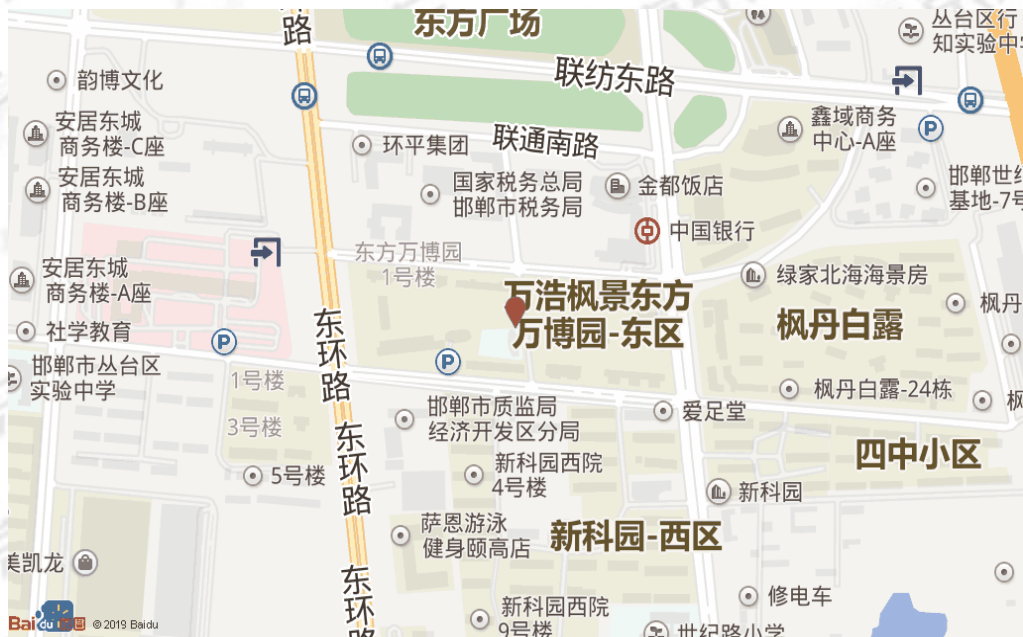 路
东方广场
丛台区行
知实验中学
联纺东路
韵博文化
安居东城
商务楼-C座
环平集团
联通南路
鑫域商务
中心-A座
P
安居东城
商务楼-B座
国家税务总局
邯郸市税务局
金都饭店
邯郸世纪
基地-7号
中国银行
东方万博园
1号楼
安居东城
商务楼-A座
绿家北海海景房
万浩枫景东方
万博园-东区
枫丹白露
枫丹
社学教育
东环路
P
P
邯郸市丛台区
实验中学
1号楼
枫丹白露-24栋
枫
3号楼
邯郸市质监局
经济开发区分局
爱足堂
东环路
四中小区
5号楼
新科园西院
4号楼
新科园
萨恩游泳
健身颐高店
新科园-西区
美凯龙
东环路
修电车
新科园西院
9号楼
世纪路小学
Bai du
© 2019 Baidu